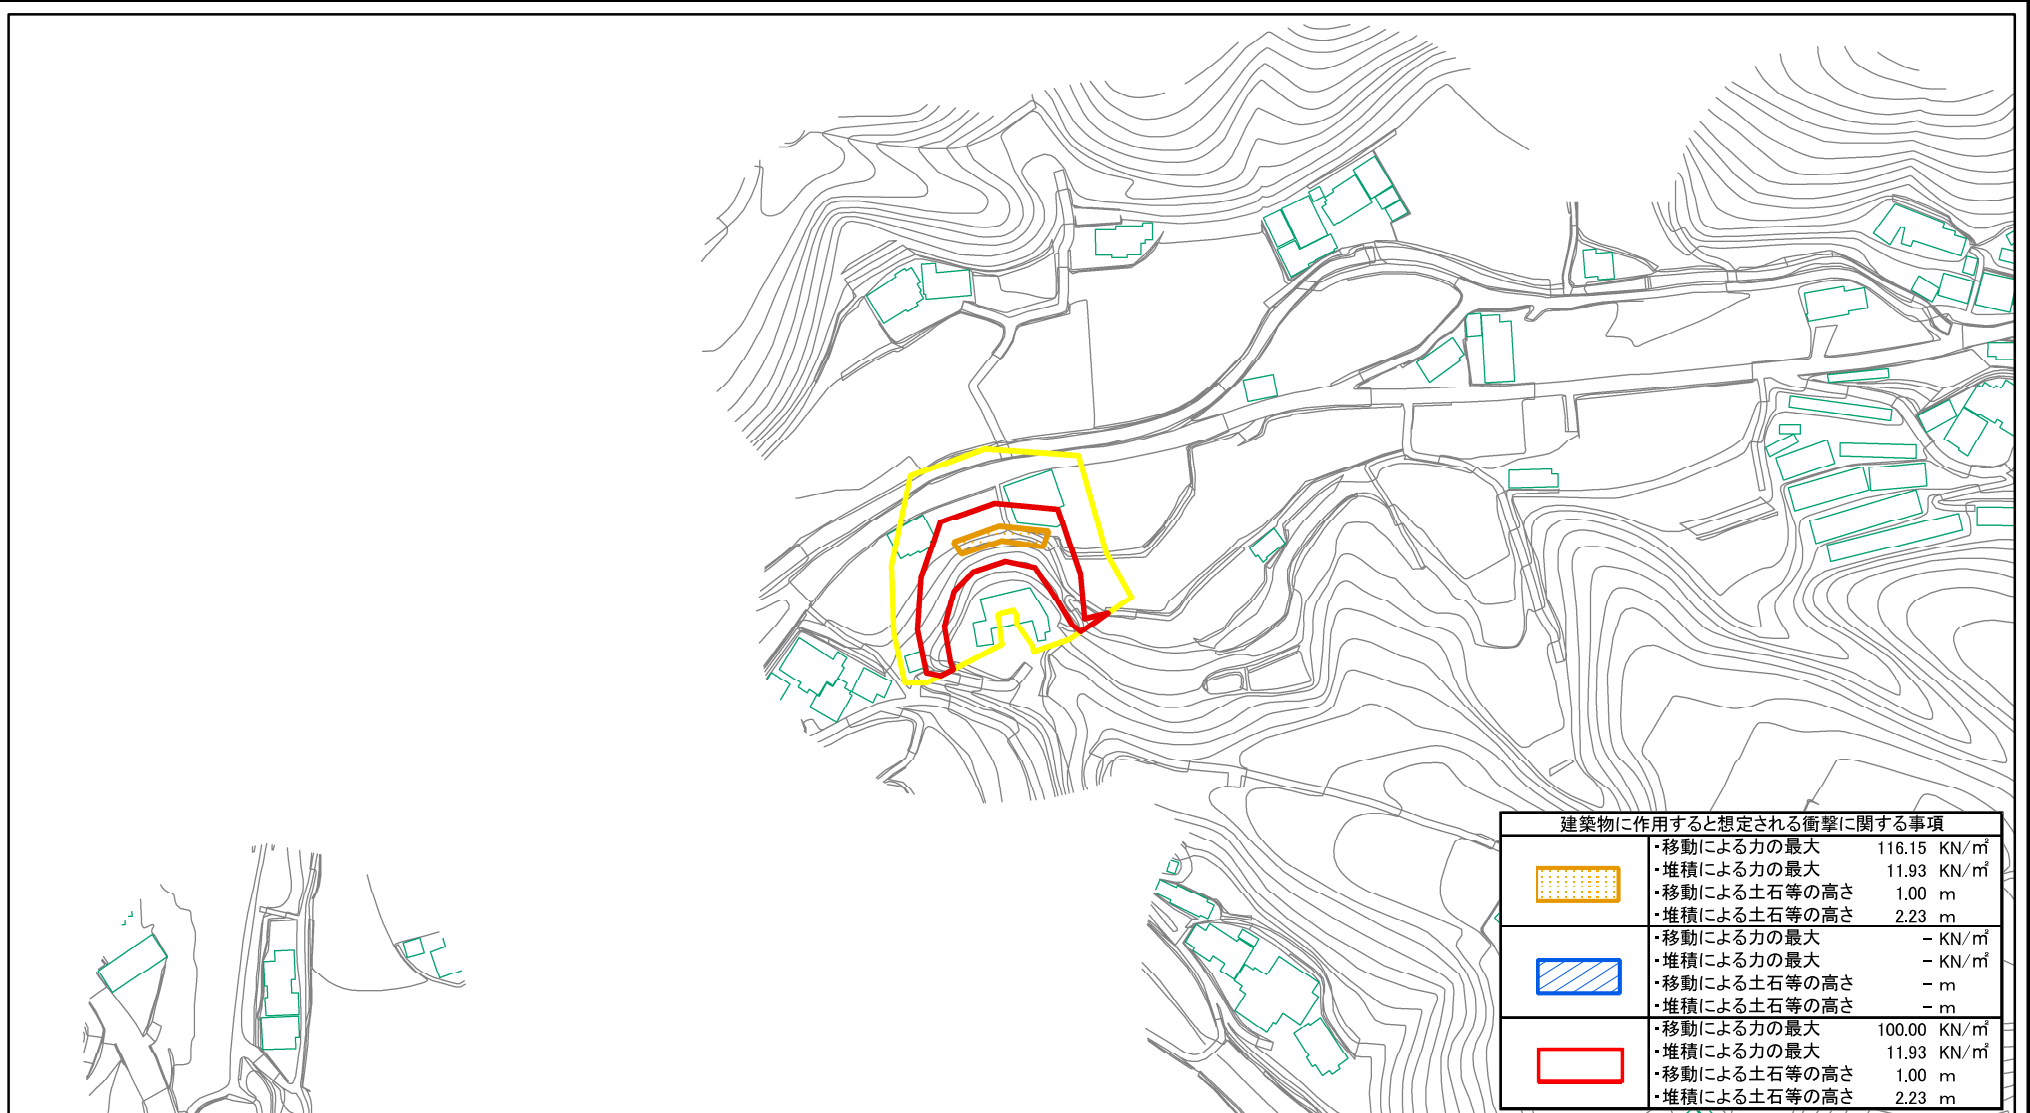 建築物に作用すると想定される衝撃に関する事項
・移動による力の最大 116.15 KN/㎡
・堆積による力の最大 11.93 KN/㎡
・移動による土石等の高さ 1.00 m
・堆積による土石等の高さ 2.23 m
・移動による力の最大 － KN/㎡
・堆積による力の最大 － KN/㎡
・移動による土石等の高さ － m
・堆積による土石等の高さ － m
・移動による力の最大 100.00 KN/㎡
・堆積による力の最大 11.93 KN/㎡
・移動による土石等の高さ 1.00 m
・堆積による土石等の高さ 2.23 m